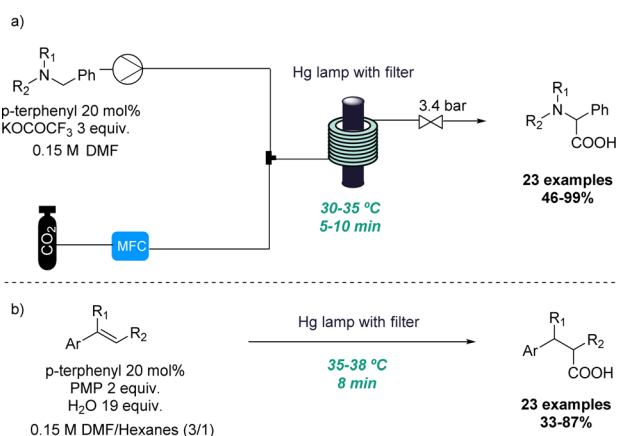 a)
R1
N
R2
Ph
p-terphenyl 20 mol%
KOCOCF3 3 equiv.
0.15 M DMF
CO2
MFC
Hg lamp with filter
30-35 ºC
5-10 min
3.4 bar
R1
N
Ph
R2
COOH
23 examples
46-99%
b)
R1
R2
Ar
p-terphenyl 20 mol%
PMP 2 equiv.
H2O 19 equiv.
0.15 M DMF/Hexanes (3/1)
Hg lamp with filter
35-38 ºC
8 min
R1
R2
Ar
COOH
23 examples
33-87%